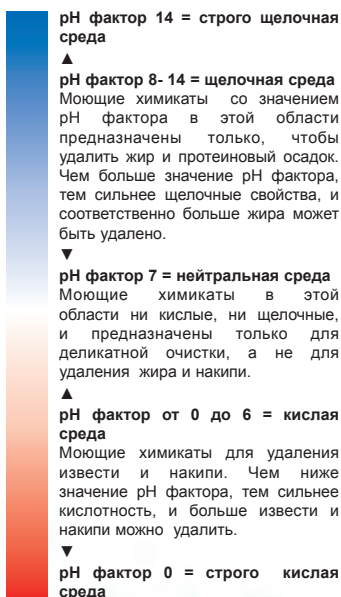 pH фактор 14 = строго щелочная
среда
▲
pH фактор 8- 14 = щелочная среда
Моющие химикаты со значением
pH фактора в этой области
предназначены только, чтобы
удалить жир и протеиновый осадок.
Чем больше значение pH фактора,
тем сильнее щелочные свойства, и
соответственно больше жира может
быть удалено.
▼
pH фактор 7 = нейтральная среда
Моющие химикаты в этой
области ни кислые, ни щелочные,
и предназначены только для
деликатной очистки, а не для
удаления жира и накипи.
▲
pH фактор от 0 до 6 = кислая
среда
Моющие химикаты для удаления
извести и накипи. Чем ниже
значение pH фактора, тем сильнее
кислотность, и больше извести и
накипи можно удалить.
▼
pH фактор 0 = строго кислая
среда